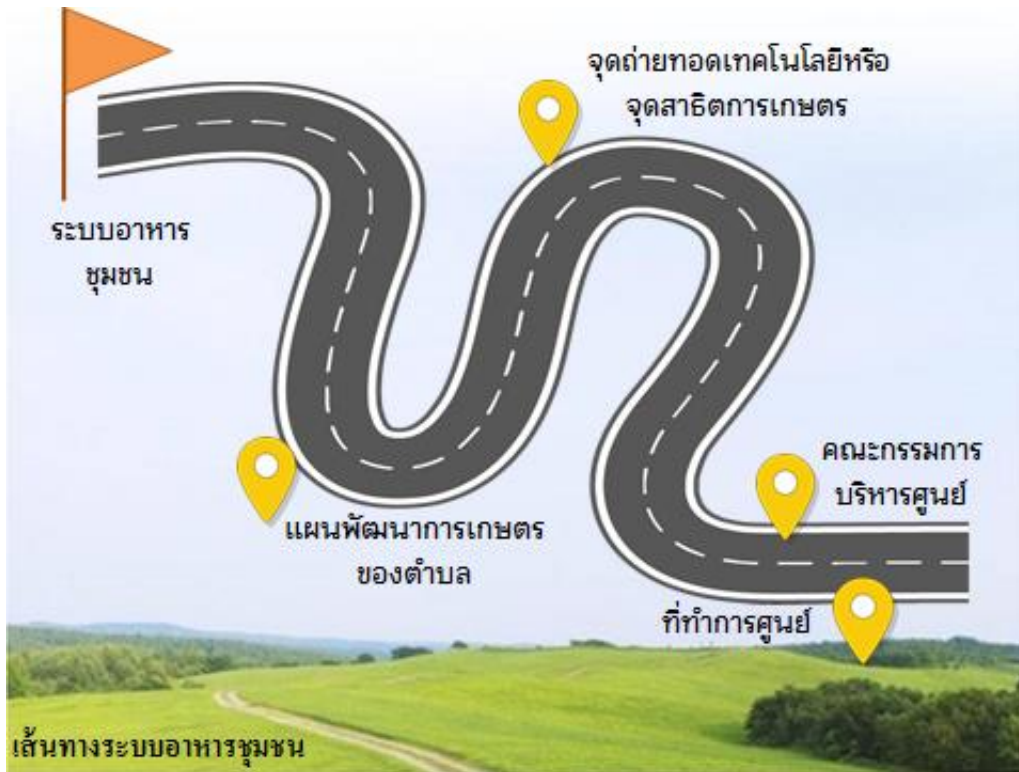 จุดถ่ายทอดเทคโนโลยีหรือ
จุดสาธิตการเกษตร
ระบบอาหาร
ชุมชน
คณะกรรมการ
บริหารศูนย์
แผนพัฒนาการเกษตร
ของตำบล
ที่ทำการศูนย์
เส้นทางระบบอาหารชุมชน